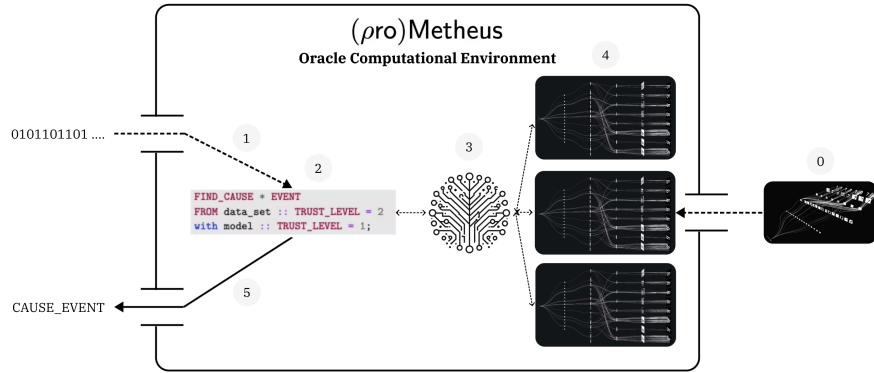 (ρro)Metheus
Oracle Computational Environment
4
0101101101 ....
1
2
3
0
FIND_CAUSE * EVENT
FROM data_set :: TRUST_LEVEL = 2
with model :: TRUST_LEVEL = 1;
5
CAUSE_EVENT